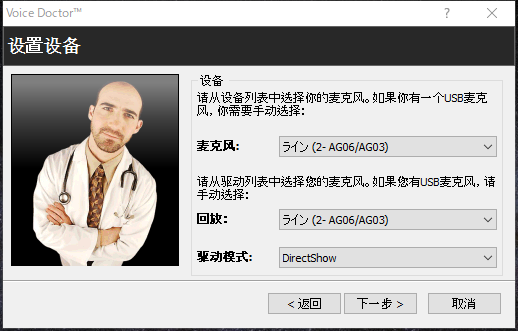 Voice Doctor™
设置设备
设备
请从设备列表中选择你的麦克风。如果你有一个USB麦克
风，你需要手动选择：
麦克风： ライン (2- AG06/AG03)
请从驱动列表中选择您的麦克风。如果您有USB麦克风，请
手动选择：
回放： ライン (2- AG06/AG03)
驱动模式： DirectShow
< 返回 下一步 > 取消